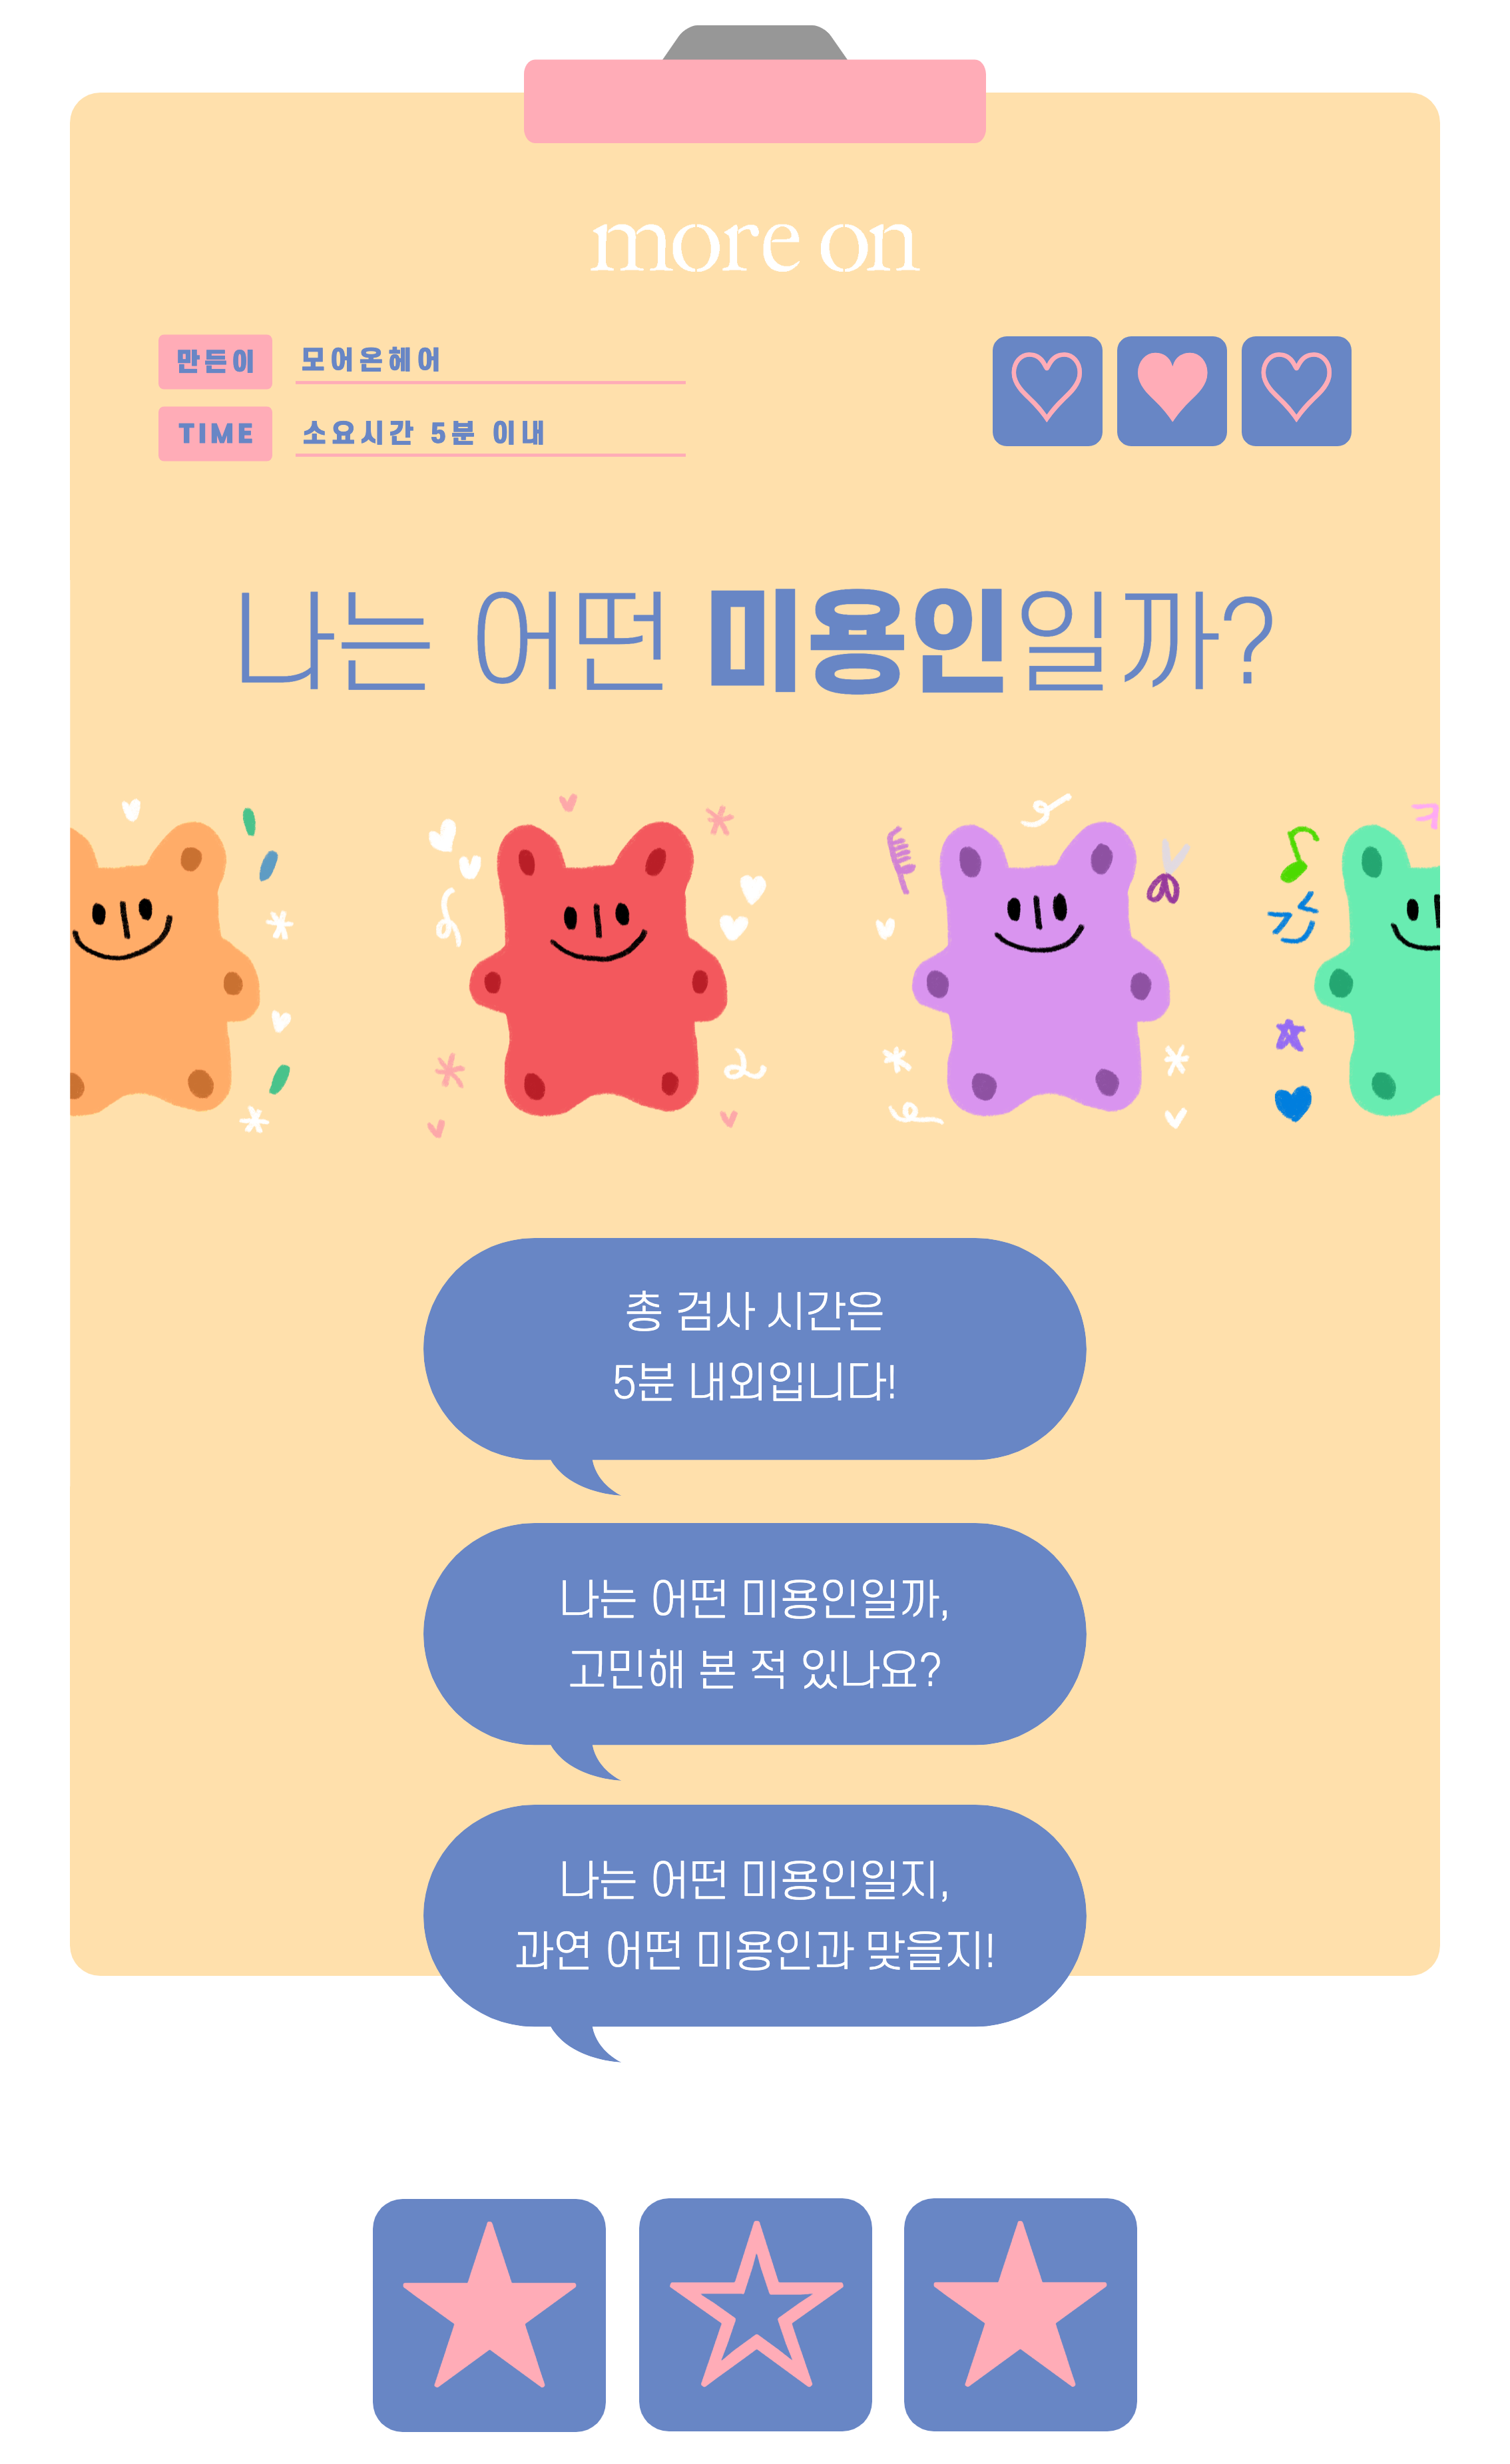 more on
만든이 모어온헤어
TIME 소요시간 5분 이내
나는 어떤 미용인일까?
ㅋ
총 검사 시간은
5분 내외입니다!
나는 어떤 미용인일까,
고민해 본 적 있나요?
나는 어떤 미용인일지,
과연 어떤 미용인과 맞을지!